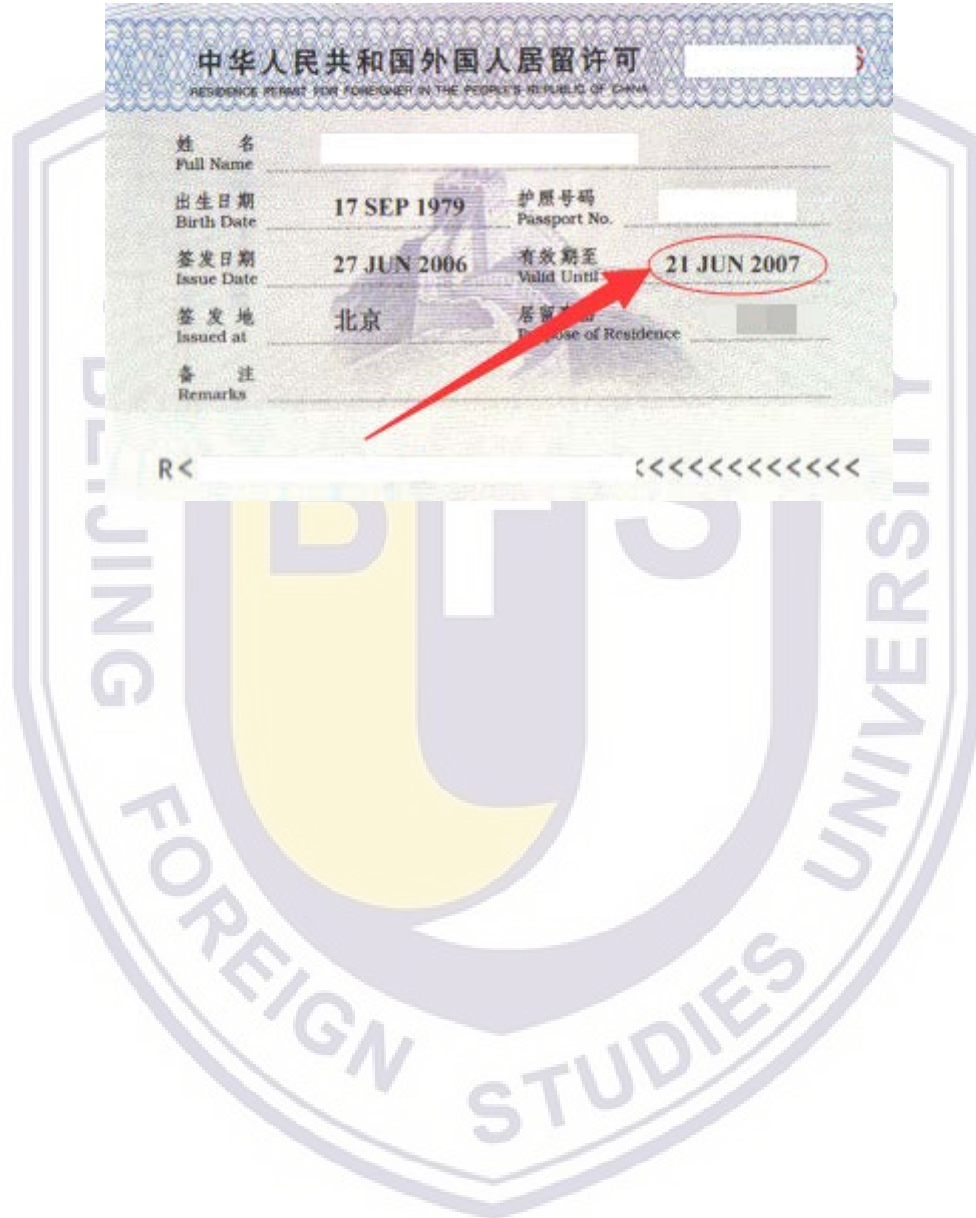 中华人民共和国外国人居留许可
RESIDENCE PERMIT FOR FOREIGNER IN THE PEOPLE'S REPUBLIC OF CHINA
姓 名
Full Name
出生日期 17 SEP 1979 护照号码
Birth Date Passport No.
签发日期 27 JUN 2006 有效期至 21 JUN 2007
Issue Date Valid Until
签发地 北京 居留
Issued at of Residence
备 注
Remarks
R< <<<<<<<<<<<<
BEIJING FOREIGN STUDIES UNIVERSITY
BFSU